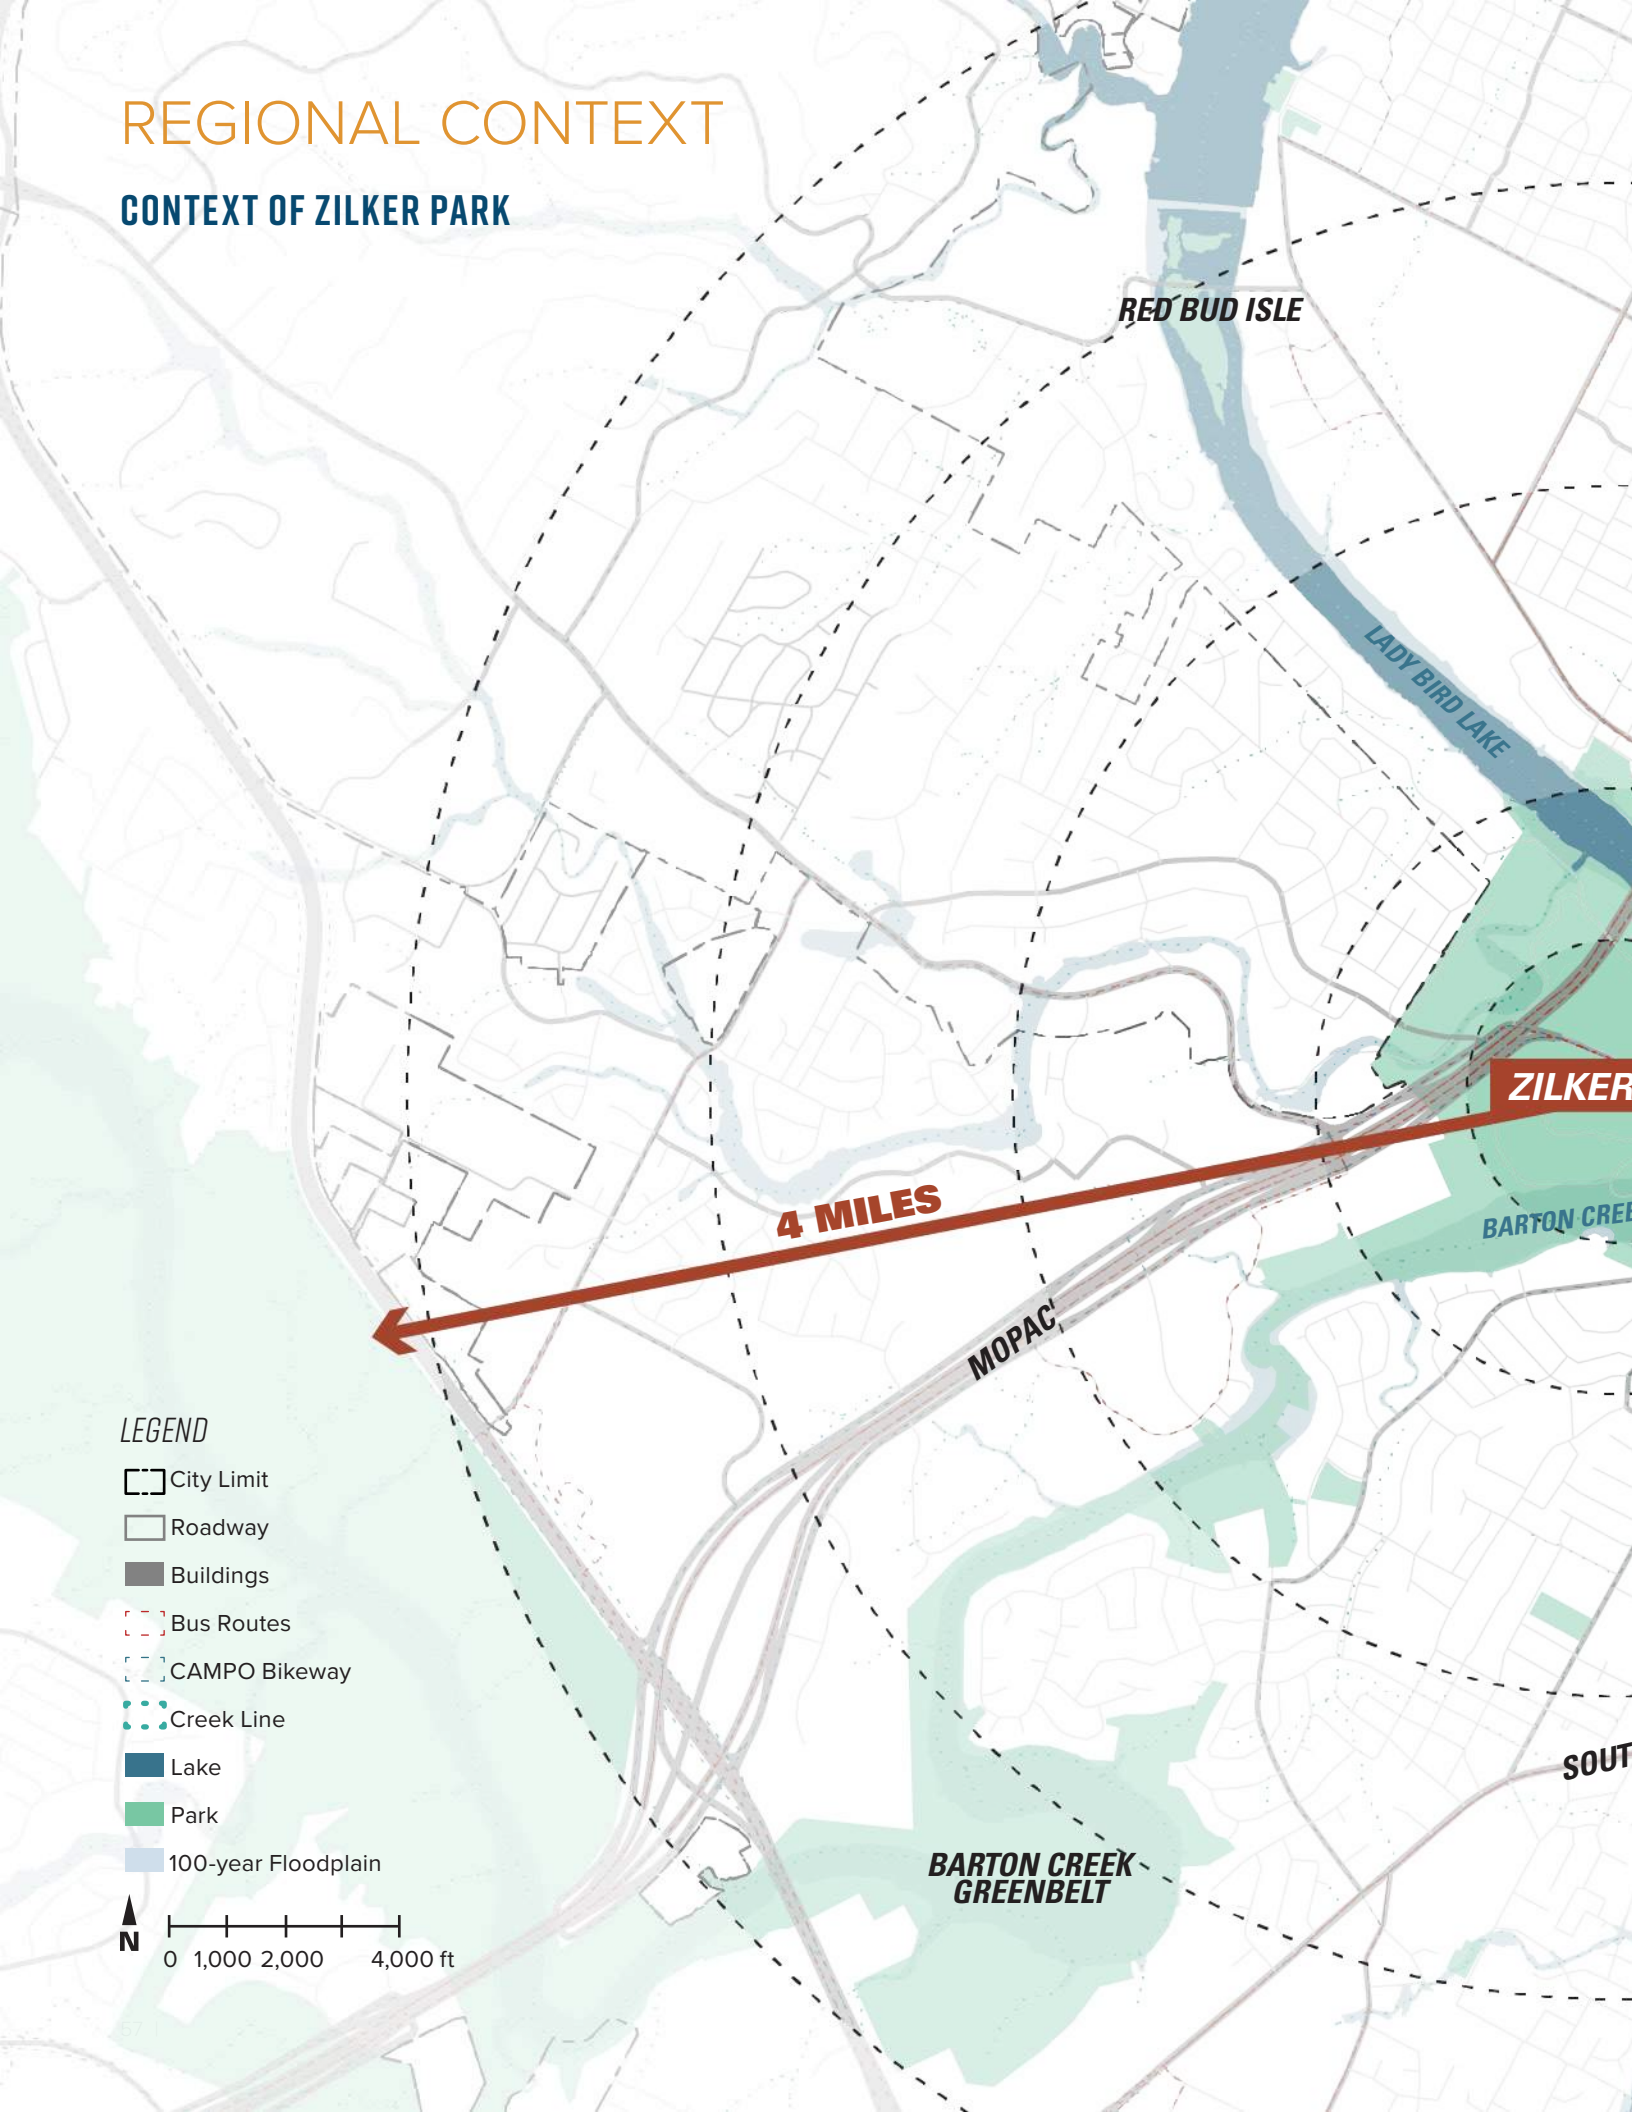 REGIONAL CONTEXT
CONTEXT OF ZILKER PARK
RED BUD ISLE
LADY BIRD LAKE
ZILKER
4 MILES
BARTON CREE
MOPAC
LEGEND
City Limit
Roadway
Buildings
Bus Routes
CAMPO Bikeway
Creek Line
Lake
Park
100-year Floodplain
SOUT
BARTON CREEK
GREENBELT
N
0 1,000 2,000 4,000 ft
57